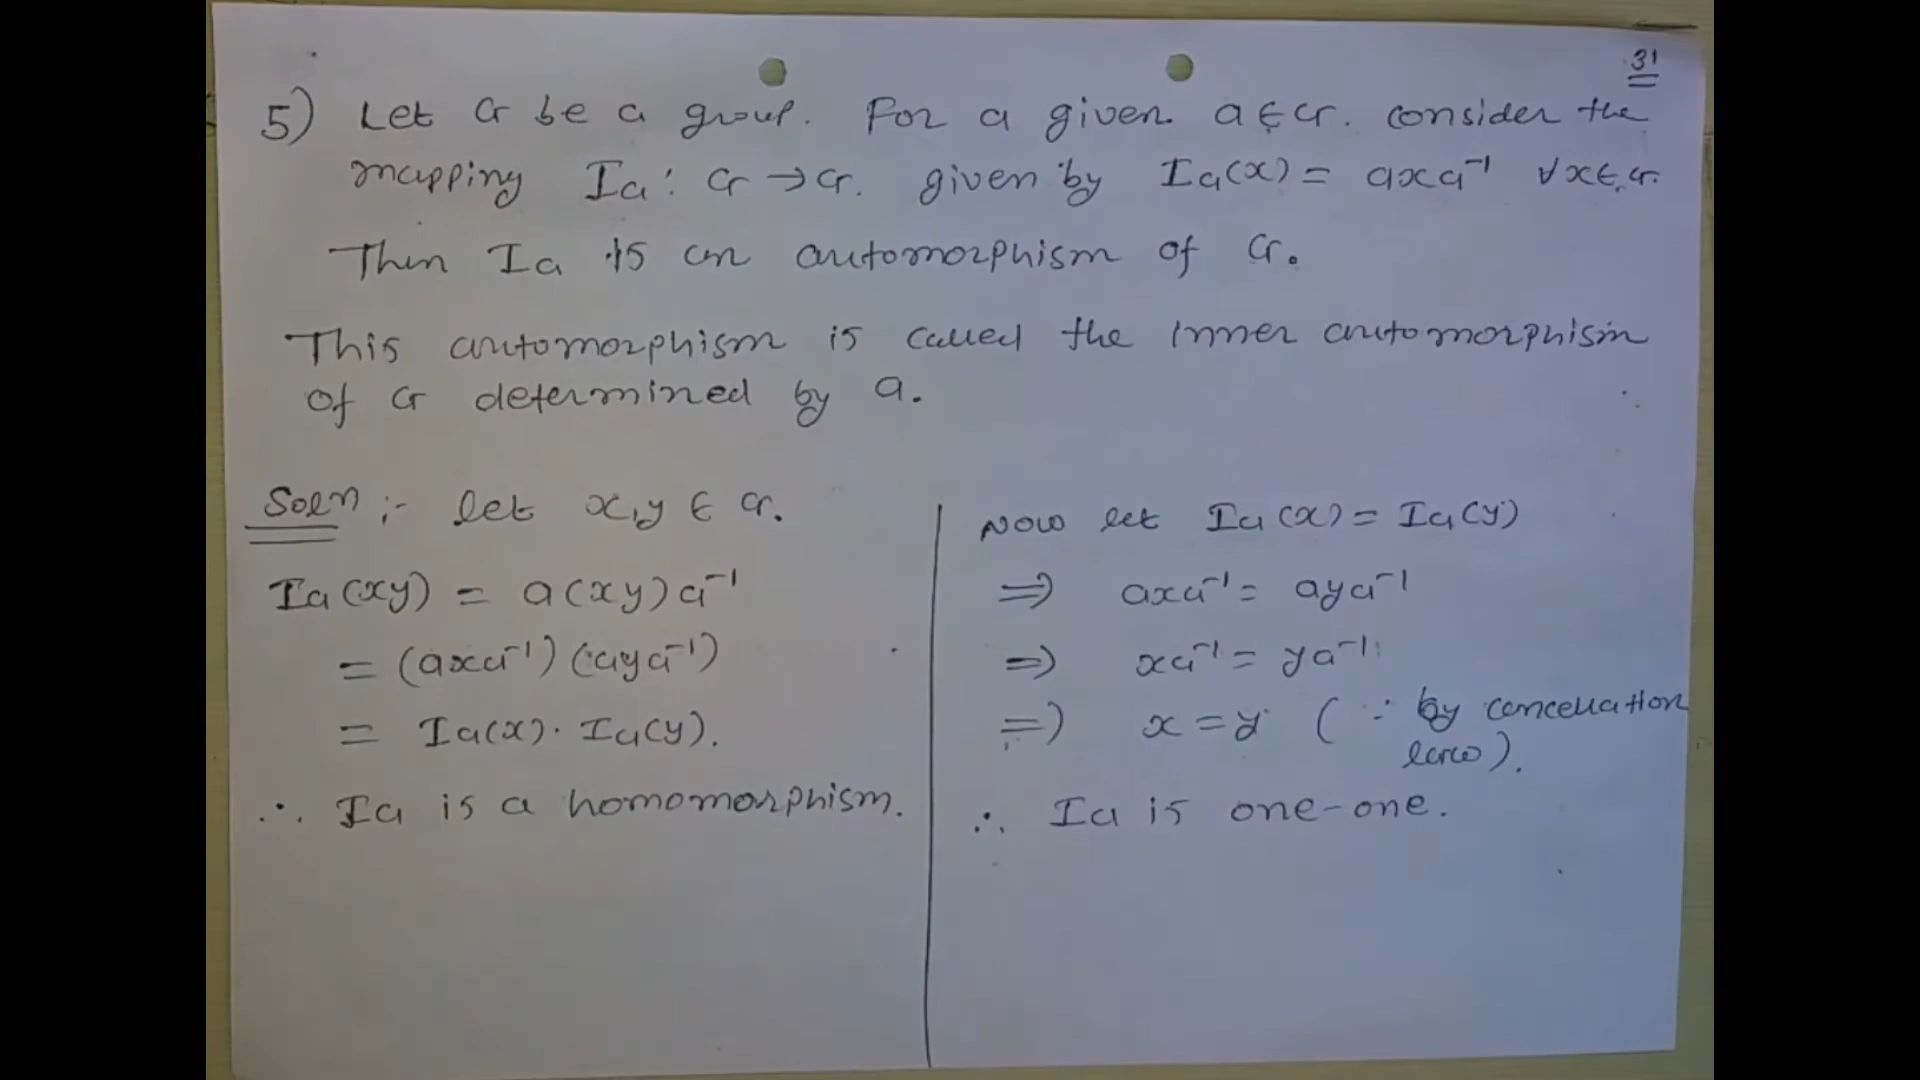 31
5) Let G be a group. For a given a ∈ G. consider the
mapping Ia : G → G. given by Ia(x) = axa⁻¹ ∀x∈G.
Then Ia is an automorphism of G.
This automorphism is called the inner automorphism
of G determined by a.
Soln :- let x,y ∈ G.
Ia(xy) = a(xy)a⁻¹
= (axa⁻¹)(aya⁻¹)
= Ia(x)·Ia(y).
∴ Ia is a homomorphism.
Now let Ia(x) = Ia(y)
⇒ axa⁻¹ = aya⁻¹
⇒ xa⁻¹ = ya⁻¹
⇒ x = y (∵ by cancellation
law).
∴ Ia is one-one.